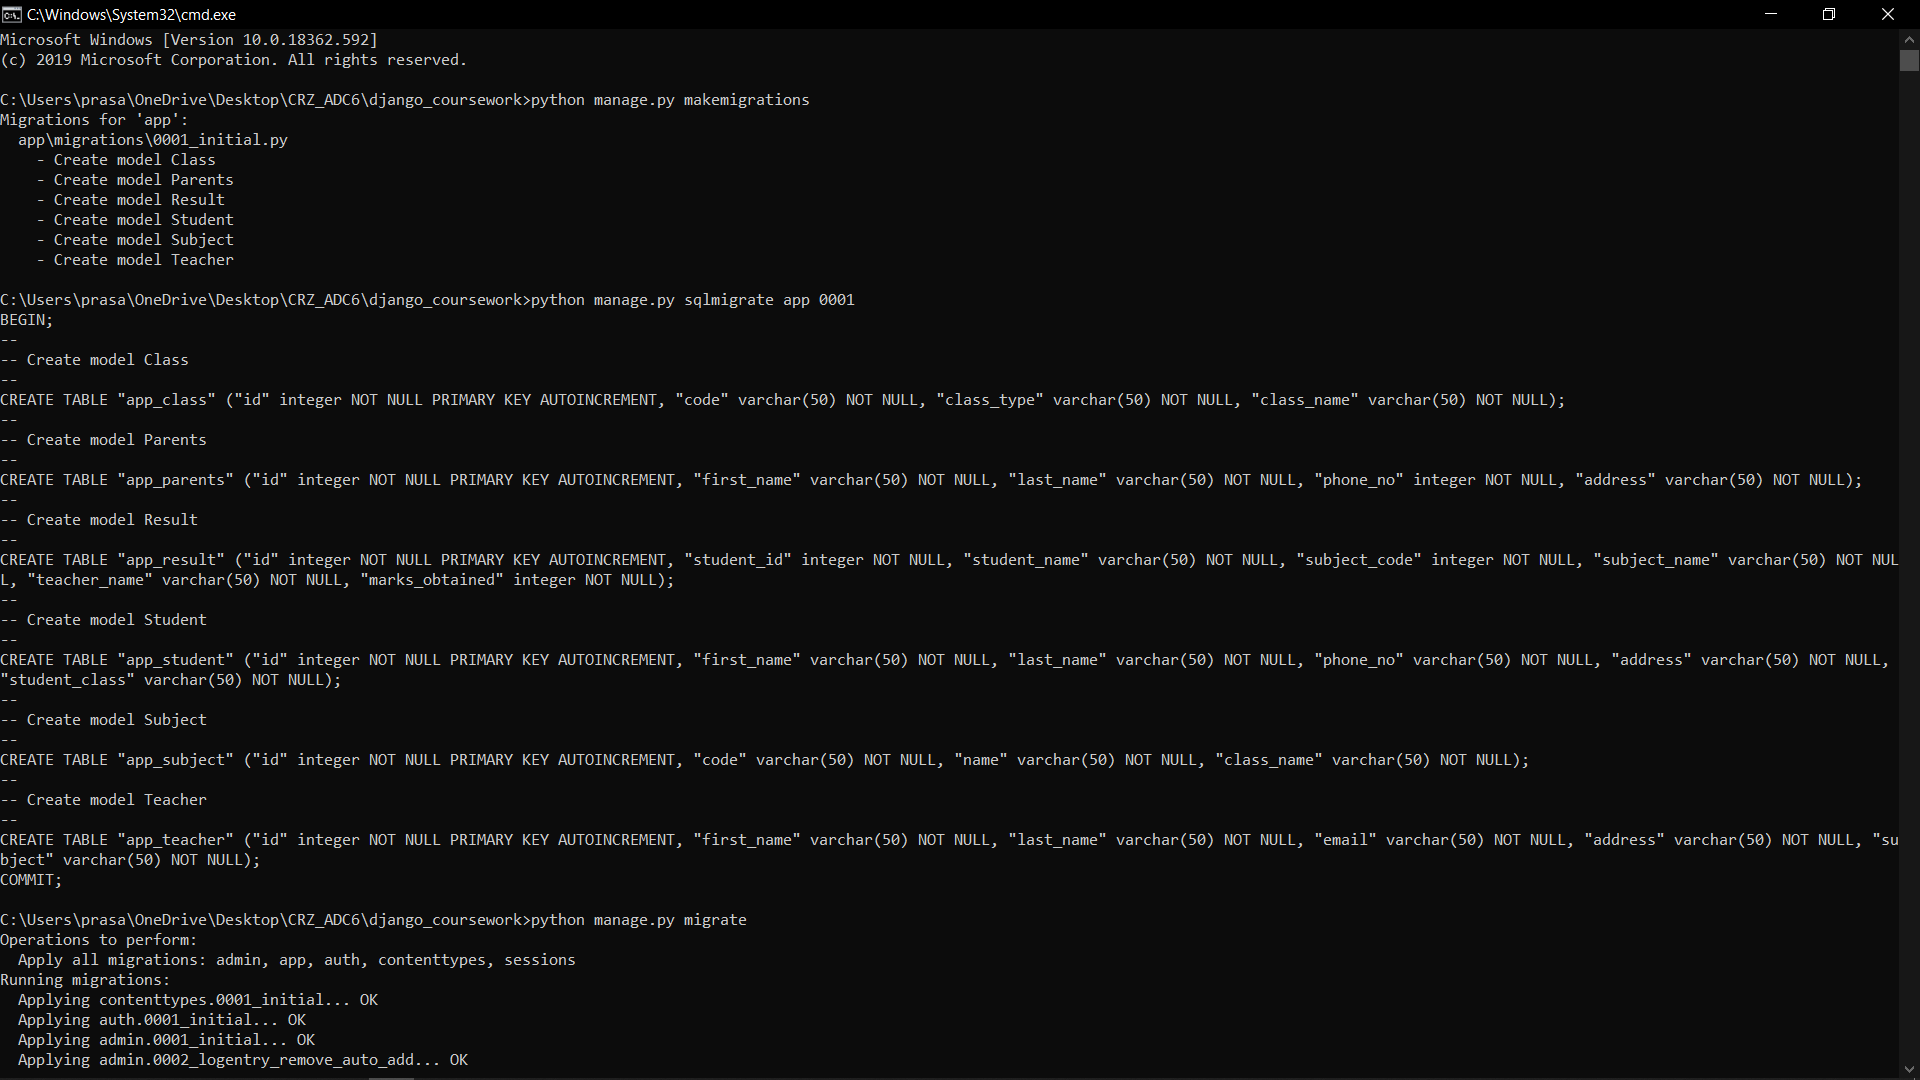 C:\Windows\System32\cmd.exe
Microsoft Windows [Version 10.0.18362.592]
(c) 2019 Microsoft Corporation. All rights reserved.
C:\Users\prasa\OneDrive\Desktop\CRZ_ADC6\django_coursework>python manage.py makemigrations
Migrations for 'app':
  app\migrations\0001_initial.py
    - Create model Class
    - Create model Parents
    - Create model Result
    - Create model Student
    - Create model Subject
    - Create model Teacher
C:\Users\prasa\OneDrive\Desktop\CRZ_ADC6\django_coursework>python manage.py sqlmigrate app 0001
BEGIN;
--
-- Create model Class
--
CREATE TABLE "app_class" ("id" integer NOT NULL PRIMARY KEY AUTOINCREMENT, "code" varchar(50) NOT NULL, "class_type" varchar(50) NOT NULL, "class_name" varchar(50) NOT NULL);
--
-- Create model Parents
--
CREATE TABLE "app_parents" ("id" integer NOT NULL PRIMARY KEY AUTOINCREMENT, "first_name" varchar(50) NOT NULL, "last_name" varchar(50) NOT NULL, "phone_no" integer NOT NULL, "address" varchar(50) NOT NULL);
--
-- Create model Result
--
CREATE TABLE "app_result" ("id" integer NOT NULL PRIMARY KEY AUTOINCREMENT, "student_id" integer NOT NULL, "student_name" varchar(50) NOT NULL, "subject_code" integer NOT NULL, "subject_name" varchar(50) NOT NUL
L, "teacher_name" varchar(50) NOT NULL, "marks_obtained" integer NOT NULL);
--
-- Create model Student
--
CREATE TABLE "app_student" ("id" integer NOT NULL PRIMARY KEY AUTOINCREMENT, "first_name" varchar(50) NOT NULL, "last_name" varchar(50) NOT NULL, "phone_no" varchar(50) NOT NULL, "address" varchar(50) NOT NULL,
"student_class" varchar(50) NOT NULL);
--
-- Create model Subject
--
CREATE TABLE "app_subject" ("id" integer NOT NULL PRIMARY KEY AUTOINCREMENT, "code" varchar(50) NOT NULL, "name" varchar(50) NOT NULL, "class_name" varchar(50) NOT NULL);
--
-- Create model Teacher
--
CREATE TABLE "app_teacher" ("id" integer NOT NULL PRIMARY KEY AUTOINCREMENT, "first_name" varchar(50) NOT NULL, "last_name" varchar(50) NOT NULL, "email" varchar(50) NOT NULL, "address" varchar(50) NOT NULL, "su
bject" varchar(50) NOT NULL);
COMMIT;
C:\Users\prasa\OneDrive\Desktop\CRZ_ADC6\django_coursework>python manage.py migrate
Operations to perform:
  Apply all migrations: admin, app, auth, contenttypes, sessions
Running migrations:
  Applying contenttypes.0001_initial... OK
  Applying auth.0001_initial... OK
  Applying admin.0001_initial... OK
  Applying admin.0002_logentry_remove_auto_add... OK